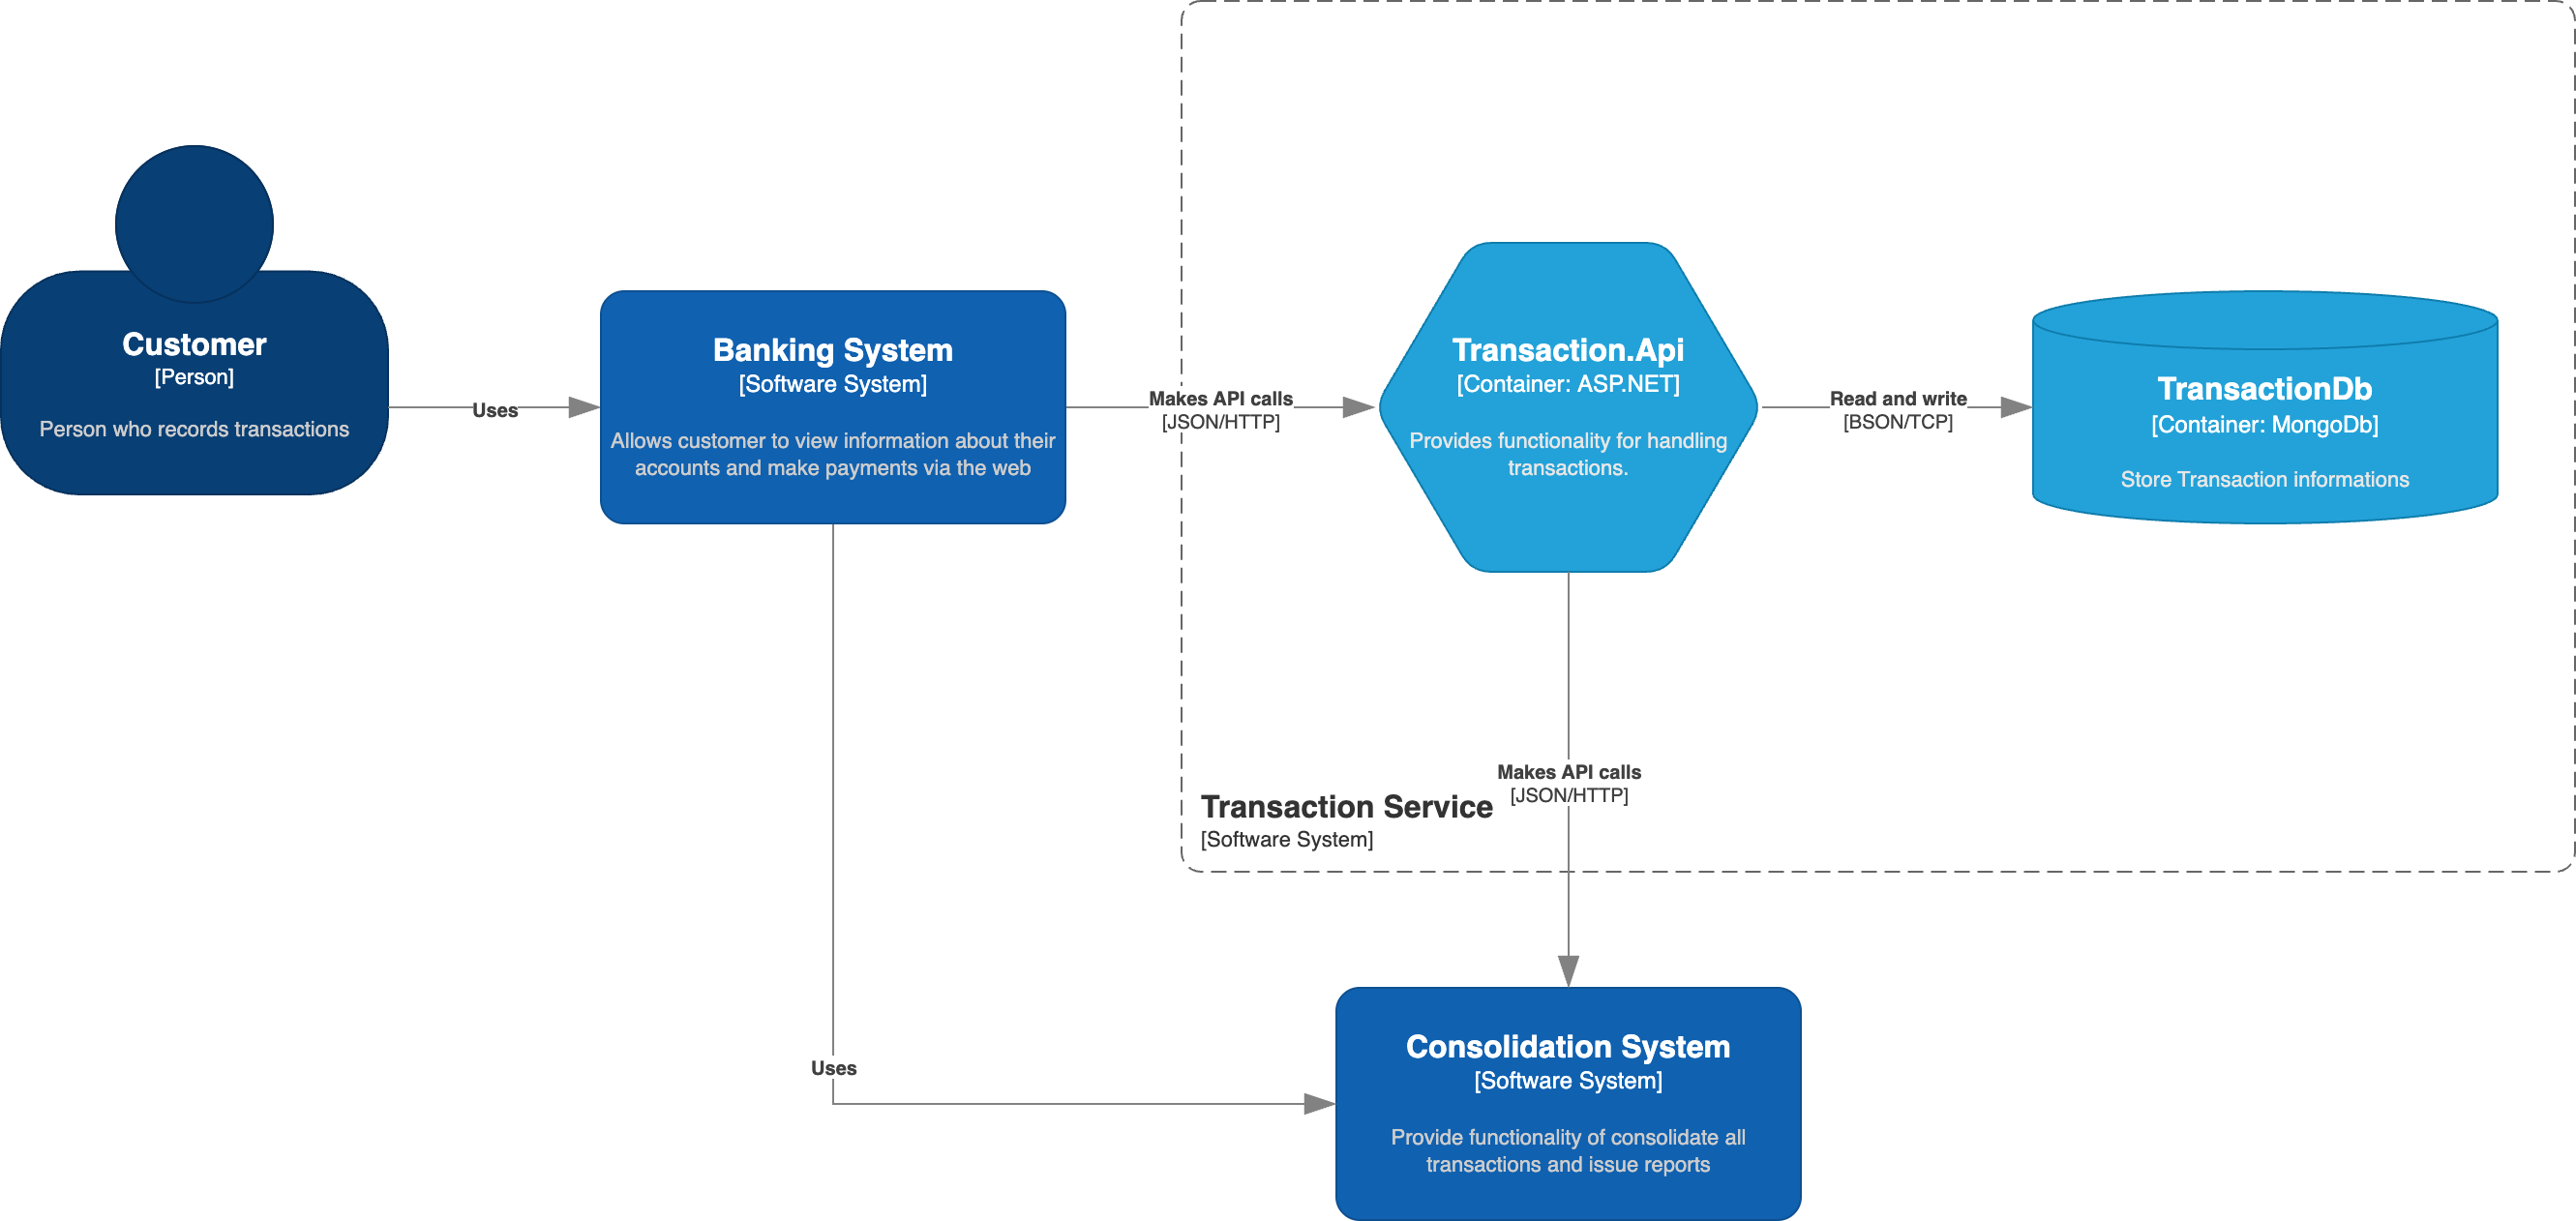 Customer
[Person]
Person who records transactions
Uses
Banking System
[Software System]
Allows customer to view information about their
accounts and make payments via the web
Makes API calls
[JSON/HTTP]
Transaction.Api
[Container: ASP.NET]
Provides functionality for handling
transactions.
Read and write
[BSON/TCP]
TransactionDb
[Container: MongoDb]
Store Transaction informations
Makes API calls
[JSON/HTTP]
Transaction Service
[Software System]
Uses
Consolidation System
[Software System]
Provide functionality of consolidate all
transactions and issue reports